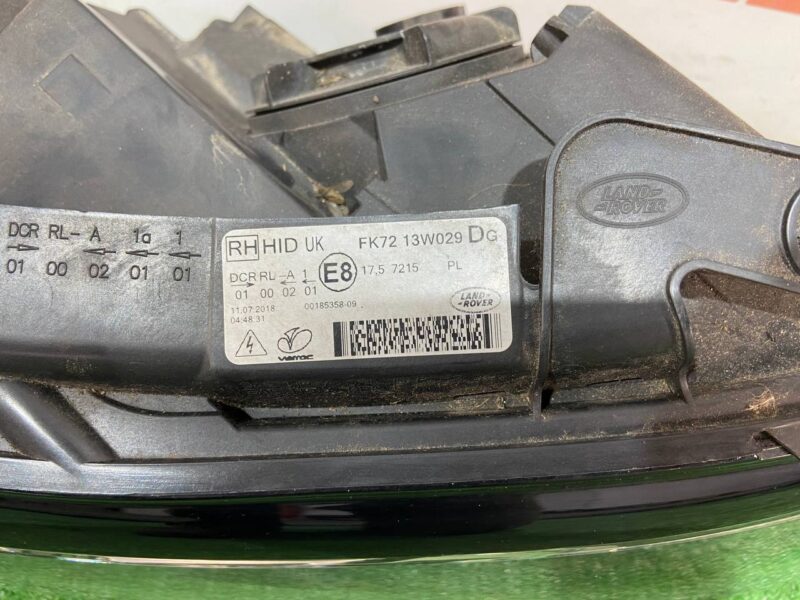 DCR RL- A 1a 1
01 00 02 01 01
RH HID UK FK72 13W029 DG
DCR RL -A 1 E8 17,5 7215 PL
01 00 02 01
11.07.2018 00185358-09
04:48:31
LAND-
ROVER
varroc
LAND-
ROVER